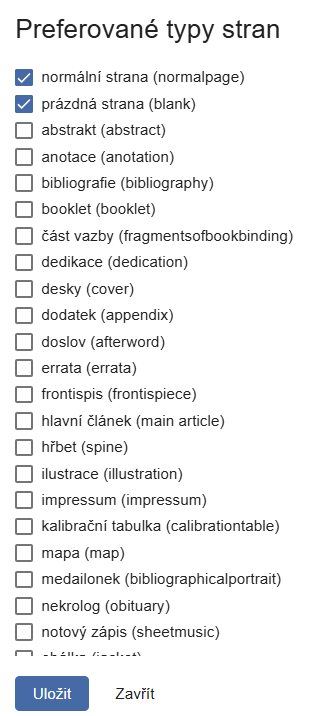 Preferované typy stran
normální strana (normalpage)
prázdná strana (blank)
abstrakt (abstract)
anotace (anotation)
bibliografie (bibliography)
booklet (booklet)
část vazby (fragmentsofbookbinding)
dedikace (dedication)
desky (cover)
dodatek (appendix)
doslov (afterword)
errata (errata)
frontispis (frontispiece)
hlavní článek (main article)
hřbet (spine)
ilustrace (illustration)
impressum (impressum)
kalibrační tabulka (calibrationtable)
mapa (map)
medailonek (bibliographicalportrait)
nekrolog (obituary)
notový zápis (sheetmusic)
Uložit
Zavřít